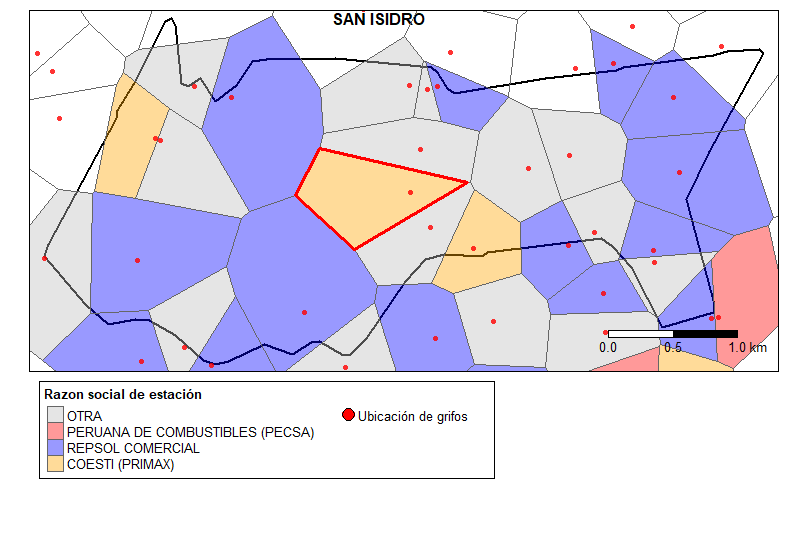 SAN ISIDRO
0.0 0.5 1.0 km
Razon social de estación
OTRA
PERUANA DE COMBUSTIBLES (PECSA)
REPSOL COMERCIAL
COESTI (PRIMAX)
Ubicación de grifos